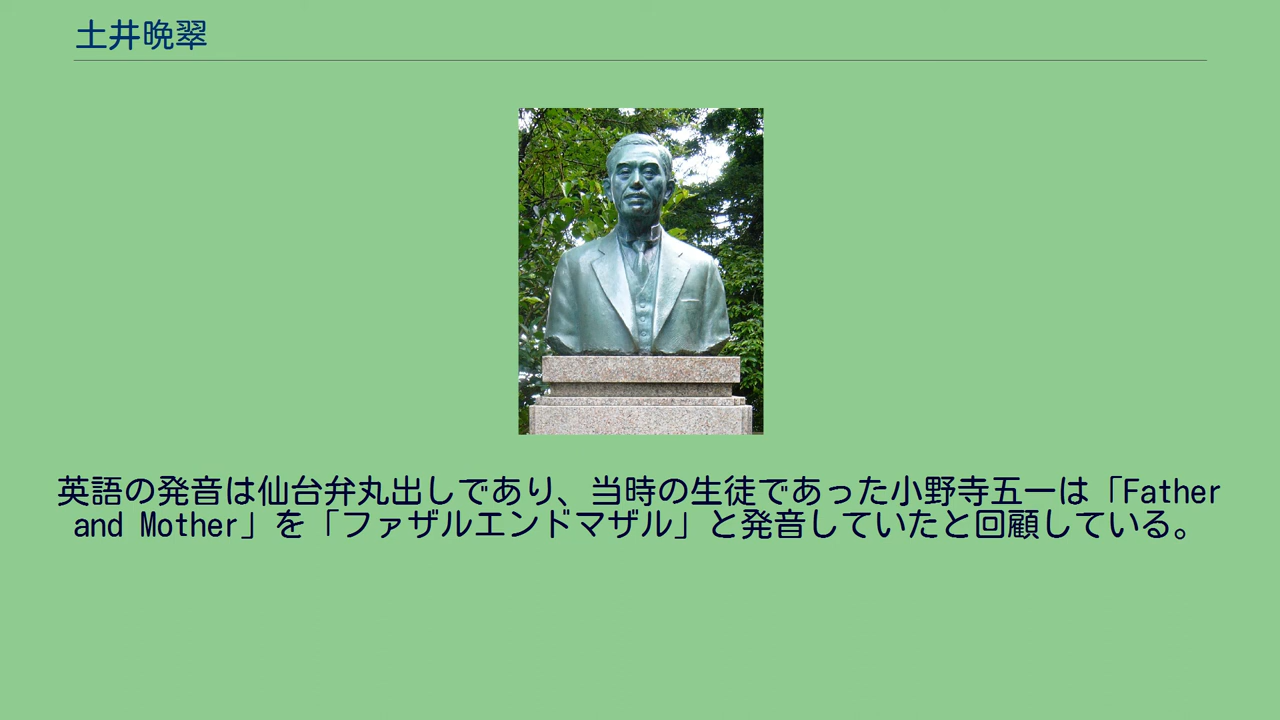 土井晩翠
英語の発音は仙台弁丸出しであり、当時の生徒であった小野寺五一は「Father
and Mother」を「ファザルエンドマザル」と発音していたと回顧している。